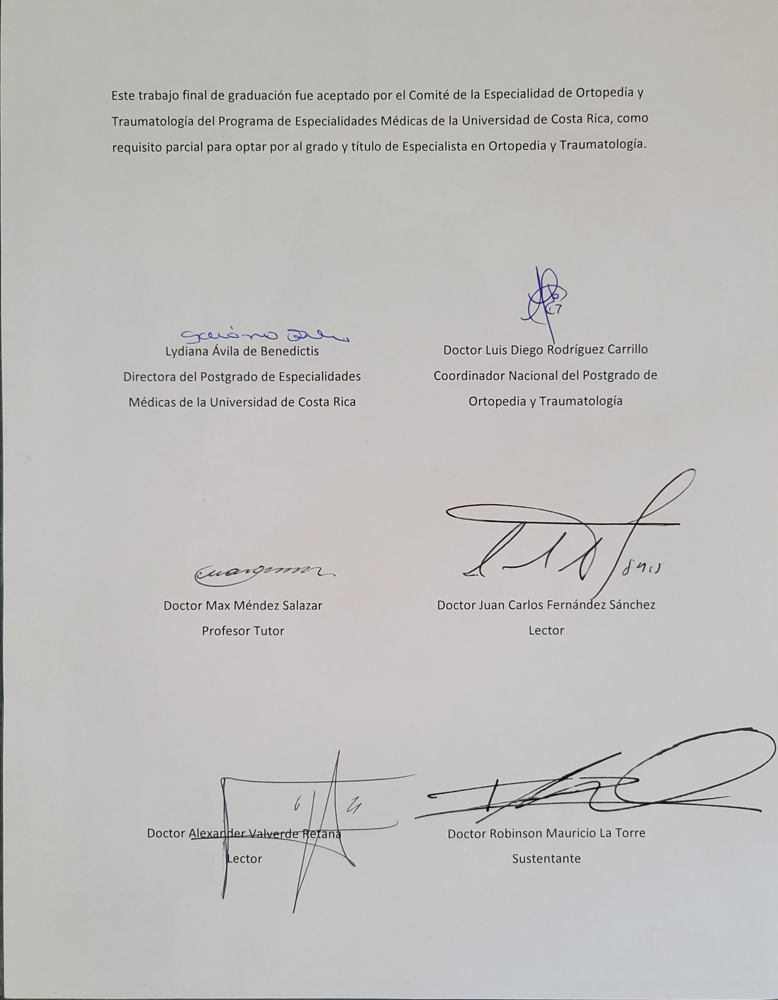 Este trabajo final de graduación fue aceptado por el Comité de la Especialidad de Ortopedia y
Traumatología del Programa de Especialidades Médicas de la Universidad de Costa Rica, como
requisito parcial para optar por al grado y título de Especialista en Ortopedia y Traumatología.
Lydiana Ávila de Benedictis
Directora del Postgrado de Especialidades
Médicas de la Universidad de Costa Rica
Doctor Luis Diego Rodríguez Carrillo
Coordinador Nacional del Postgrado de
Ortopedia y Traumatología
Doctor Max Méndez Salazar
Profesor Tutor
Doctor Juan Carlos Fernández Sánchez
Lector
Doctor Alexander Valverde Retana
Lector
Doctor Robinson Mauricio La Torre
Sustentante